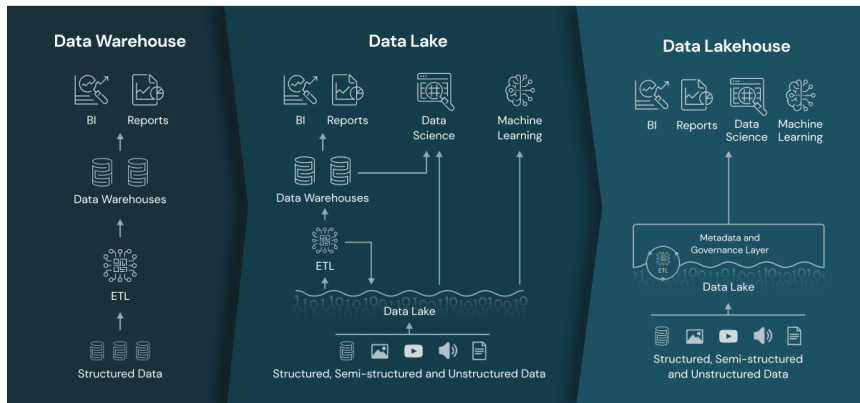 Data Warehouse
BI
Reports
Data Warehouses
ETL
Structured Data
Data Lake
BI
Reports
Data
Science
Machine
Learning
Data Warehouses
ETL
Data Lake
Structured, Semi-structured and Unstructured Data
Data Lakehouse
BI
Reports
Data
Science
Machine
Learning
Metadata and
Governance Layer
ETL
Data Lake
Structured, Semi-structured
and Unstructured Data